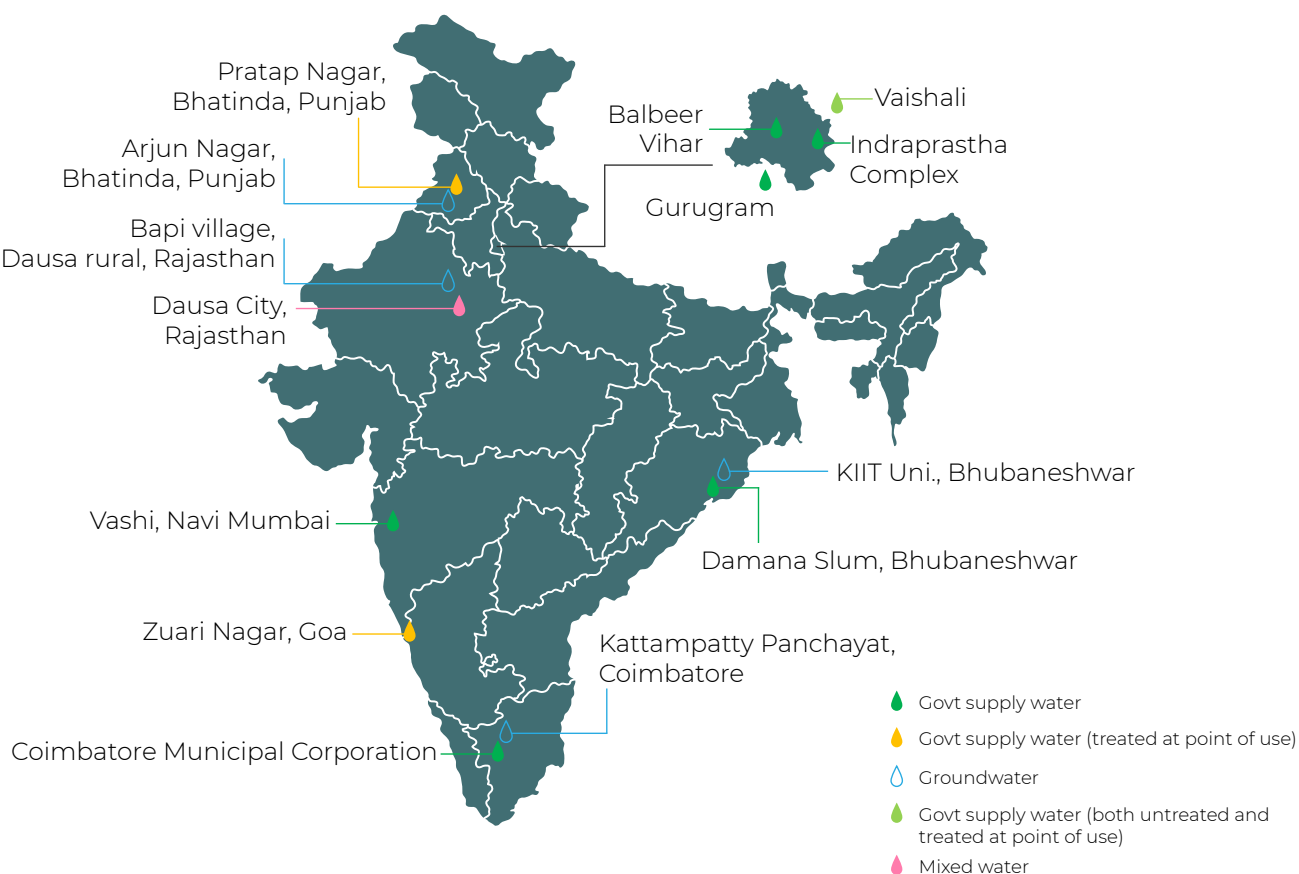 Pratap Nagar,
Bhatinda, Punjab
Arjun Nagar,
Bhatinda, Punjab
Bapi village,
Dausa rural, Rajasthan
Dausa City,
Rajasthan
Balbeer
Vihar
Vaishali
Indraprastha
Complex
Gurugram
KIIT Uni., Bhubaneshwar
Damana Slum, Bhubaneshwar
Vashi, Navi Mumbai
Zuari Nagar, Goa
Kattampatty Panchayat,
Coimbatore
Coimbatore Municipal Corporation
Govt supply water
Govt supply water (treated at point of use)
Groundwater
Govt supply water (both untreated and
treated at point of use)
Mixed water